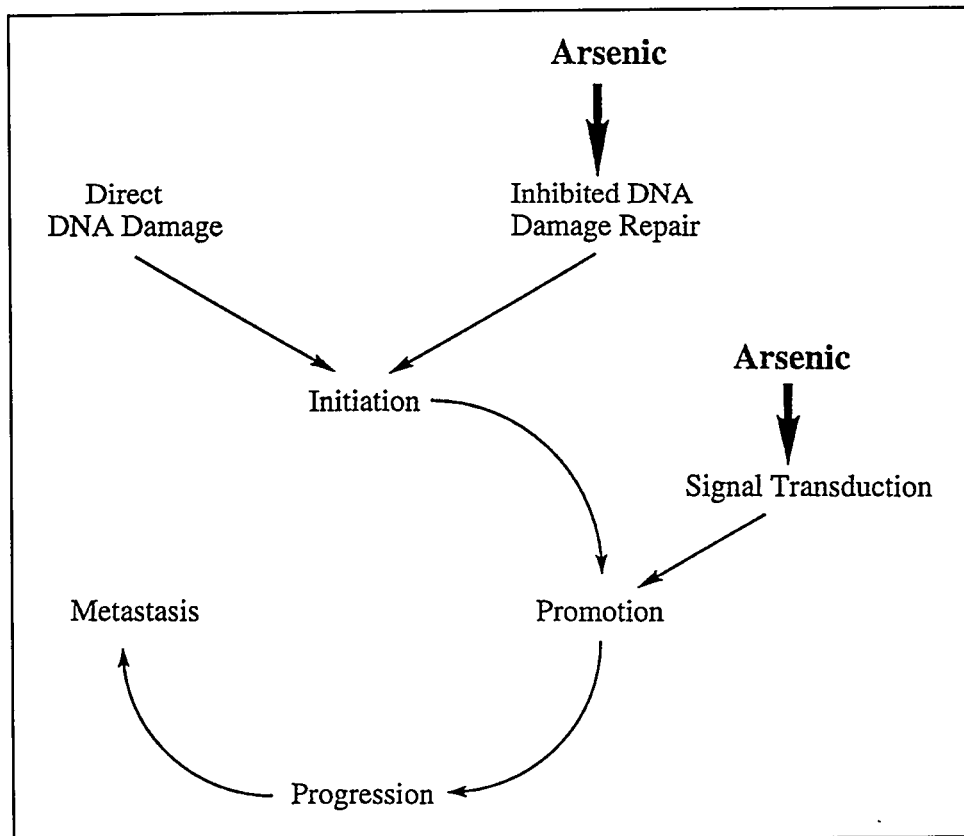 Arsenic
Direct
DNA Damage
Inhibited DNA
Damage Repair
Initiation
Arsenic
Signal Transduction
Metastasis
Promotion
Progression